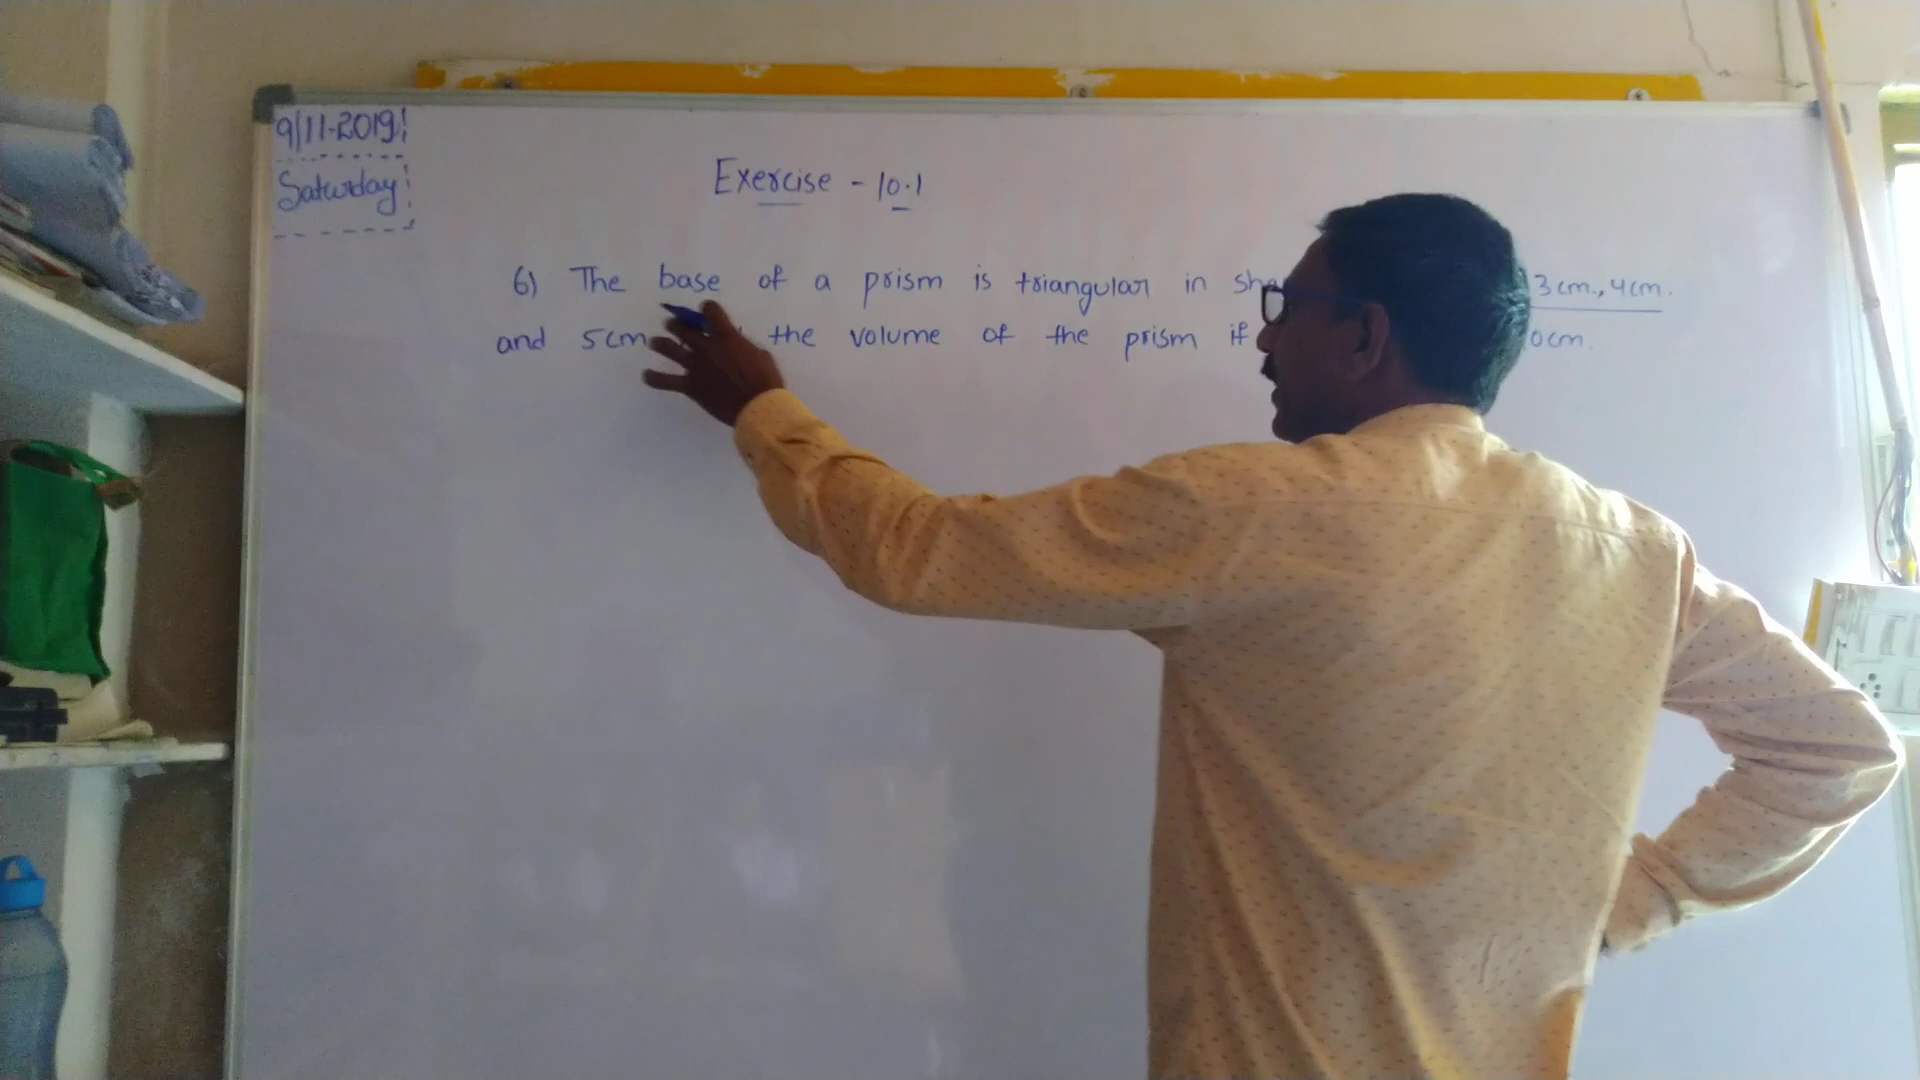 9/11-2019
Saturday
Exercise - 10.1
6) The base of a prism is triangular in 3cm., 4cm.
and 5cm the volume of the prism if 0cm.